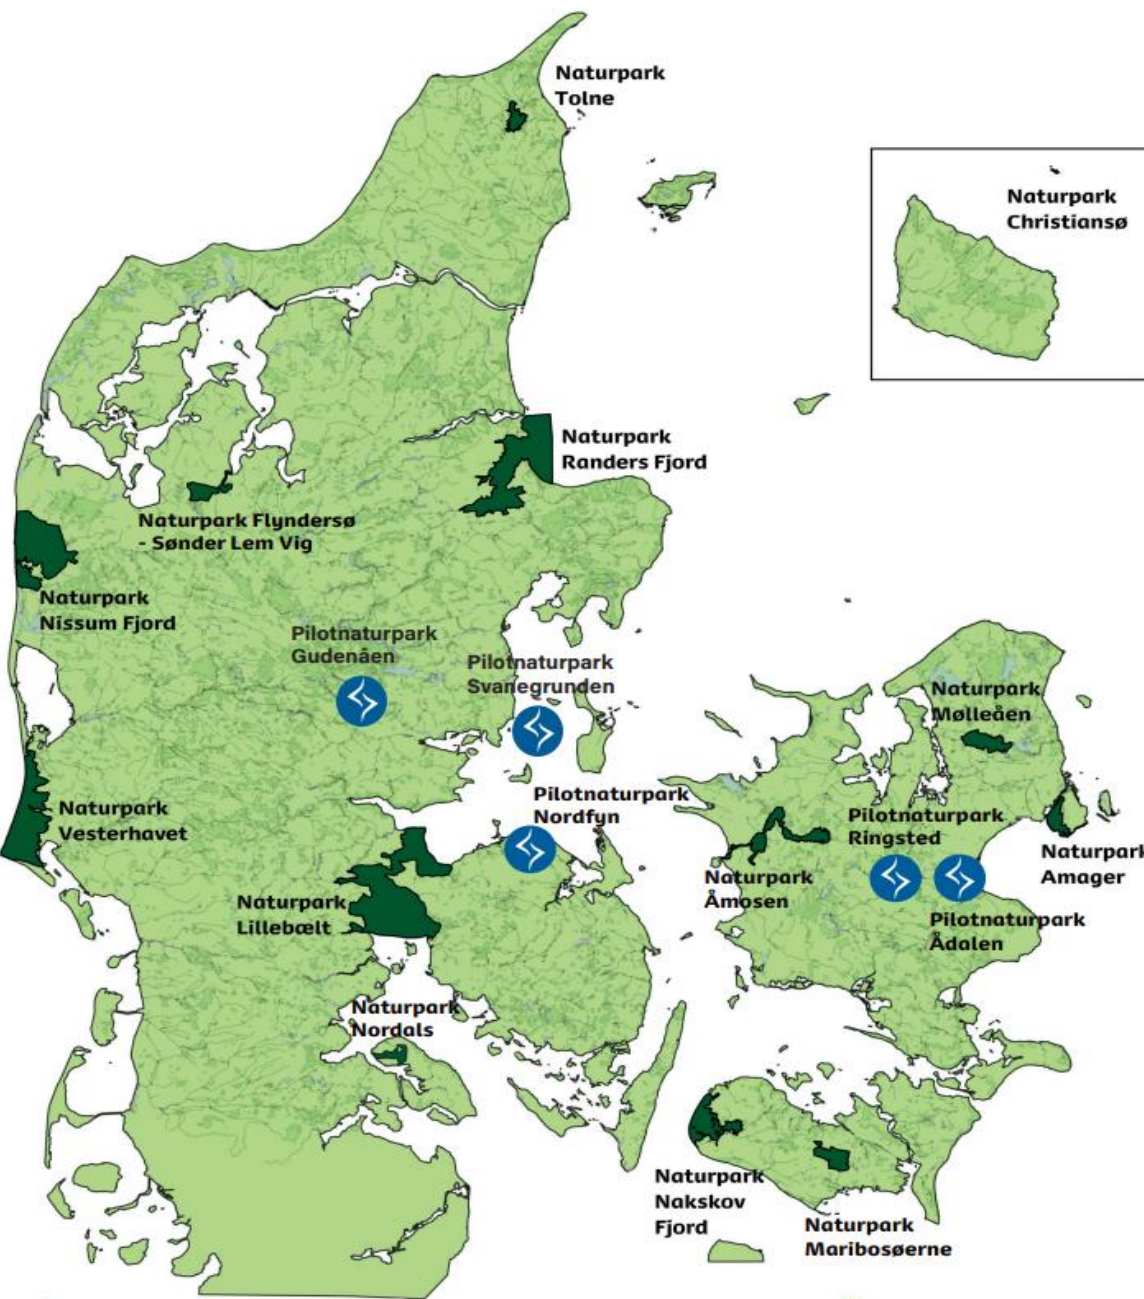 Naturpark
Tolne
Naturpark
Christiansø
Naturpark
Randers Fjord
Naturpark Flyndersø
- Sønder Lem Vig
Naturpark
Nissum Fjord
Pilotnaturpark
Gudenåen
Pilotnaturpark
Svanegrunden
Naturpark
Mølleåen
Naturpark
Vesterhavet
Pilotnaturpark
Nordfyn
Pilotnaturpark
Ringsted
Naturpark
Amager
Naturpark
Åmosen
Naturpark
Lillebælt
Pilotnaturpark
Ådalen
Naturpark
Nordals
Naturpark
Nakskov
Fjord
Naturpark
Maribosøerne